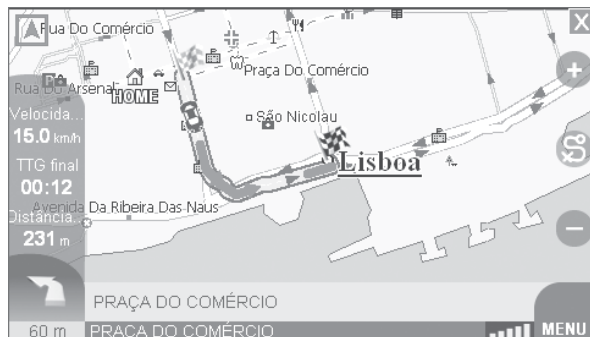 Rua Do Comércio
X
Praça Do Comércio
Rua Do Arsenal
HOME
Velocida...
15.0 km/h
São Nicolau
TTG final
00:12
Lisboa
Avenida Da Ribeira Das Naus
Distância...
231 m
PRAÇA DO COMÉRCIO
60 m PRAÇA DO COMÉRCIO
MENU